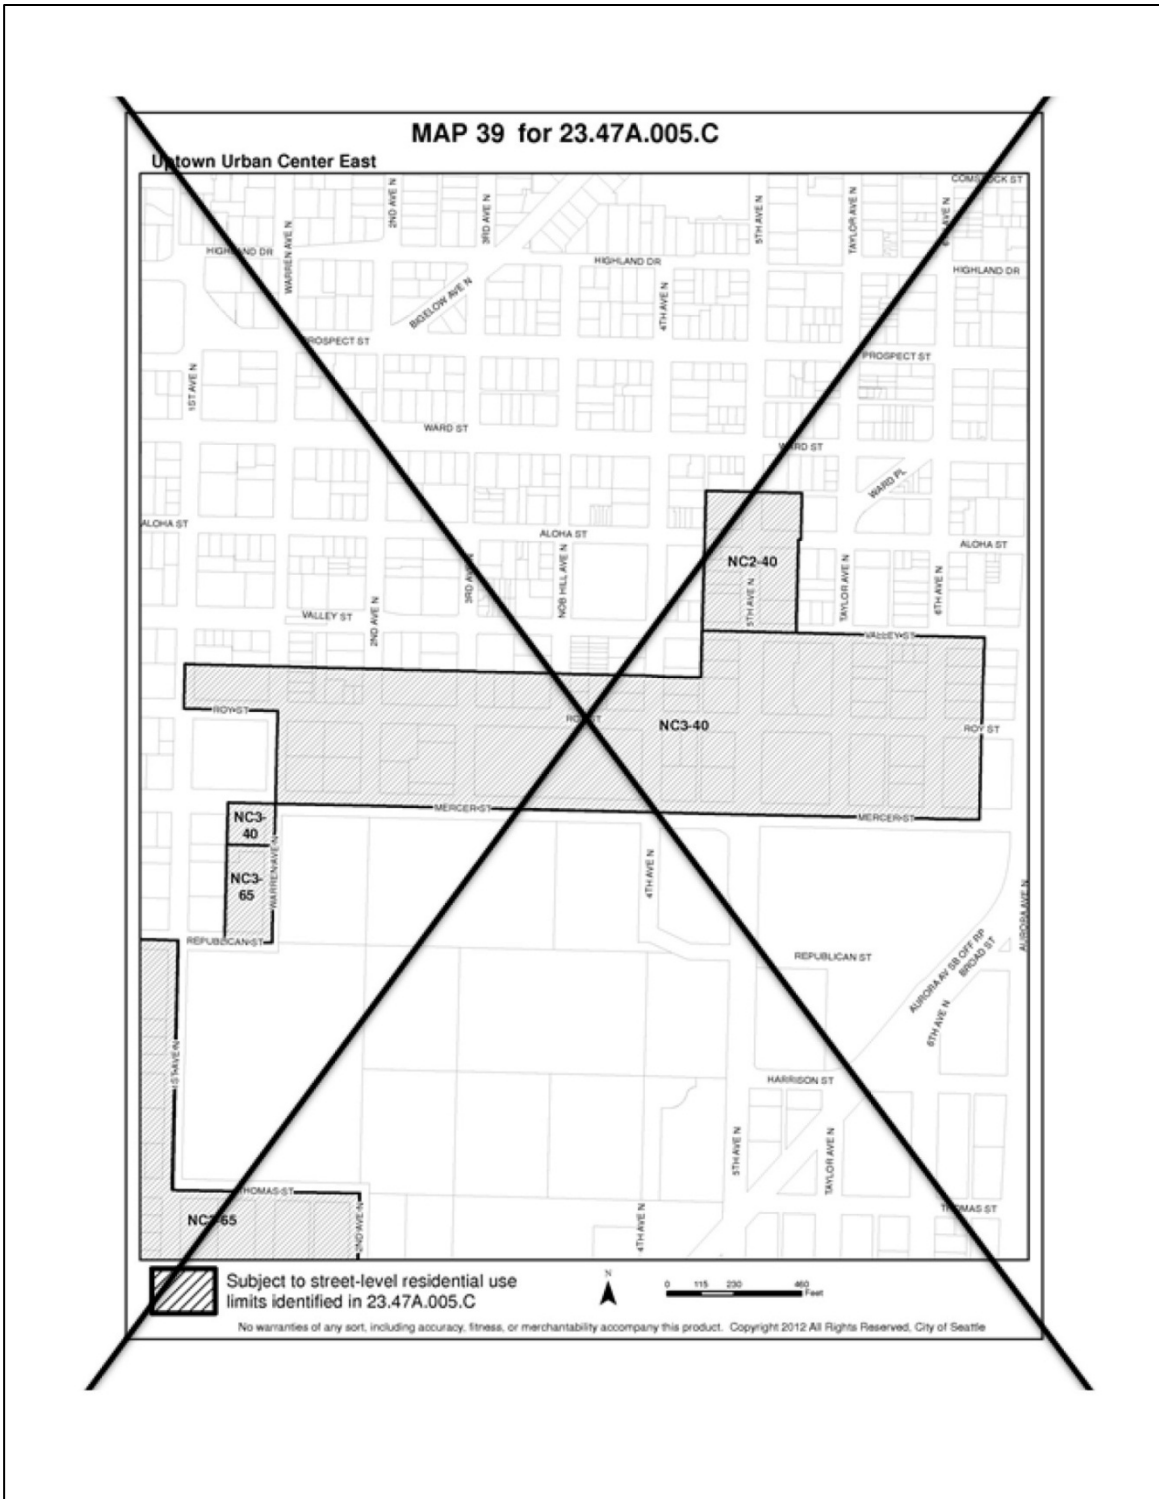 MAP 39 for 23.47A.005.C
Uptown Urban Center East
COMSTOCK ST
2ND AVE N
3RD AVE N
5TH AVE N
TAYLOR AVE N
6TH AVE N
WARREN AVE N
HIGHLAND DR
HIGHLAND DR
HIGHLAND DR
BIGELOW AVE N
4TH AVE N
PROSPECT ST
PROSPECT ST
1ST AVE N
WARD ST
WARD ST
WARD PL
ALOHA ST
ALOHA ST
ALOHA ST
NC2-40
3RD AVE N
NOB HILL AVE N
5TH AVE N
TAYLOR AVE N
6TH AVE N
2ND AVE N
VALLEY ST
VALLEY ST
ROY ST
ROY ST
NC3-40
ROY ST
MERCER ST
MERCER ST
NC3-
40
WARREN AVE N
NC3-
65
4TH AVE N
AURORA AVE N
REPUBLICAN ST
REPUBLICAN ST
AURORA AV SB OFF RP
BROAD ST
6TH AVE N
1ST AVE N
HARRISON ST
5TH AVE N
TAYLOR AVE N
THOMAS ST
THOMAS ST
NC3-65
2ND AVE N
4TH AVE N
Subject to street-level residential use
limits identified in 23.47A.005.C
N
0 115 230 460
Feet
No warranties of any sort, including accuracy, fitness, or merchantability accompany this product. Copyright 2012 All Rights Reserved, City of Seattle